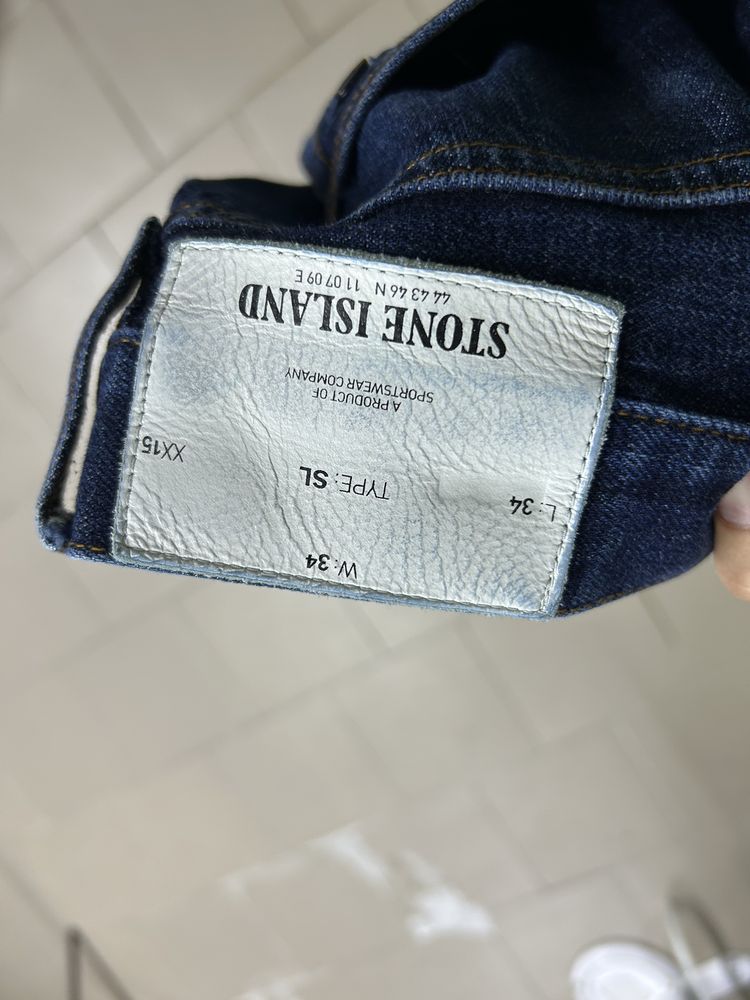 W: 34
L: 34
TYPE: SL
XX15
A PRODUCT OF
SPORTSWEAR COMPANY
STONE ISLAND
44 43 46 N 11 07 09 E